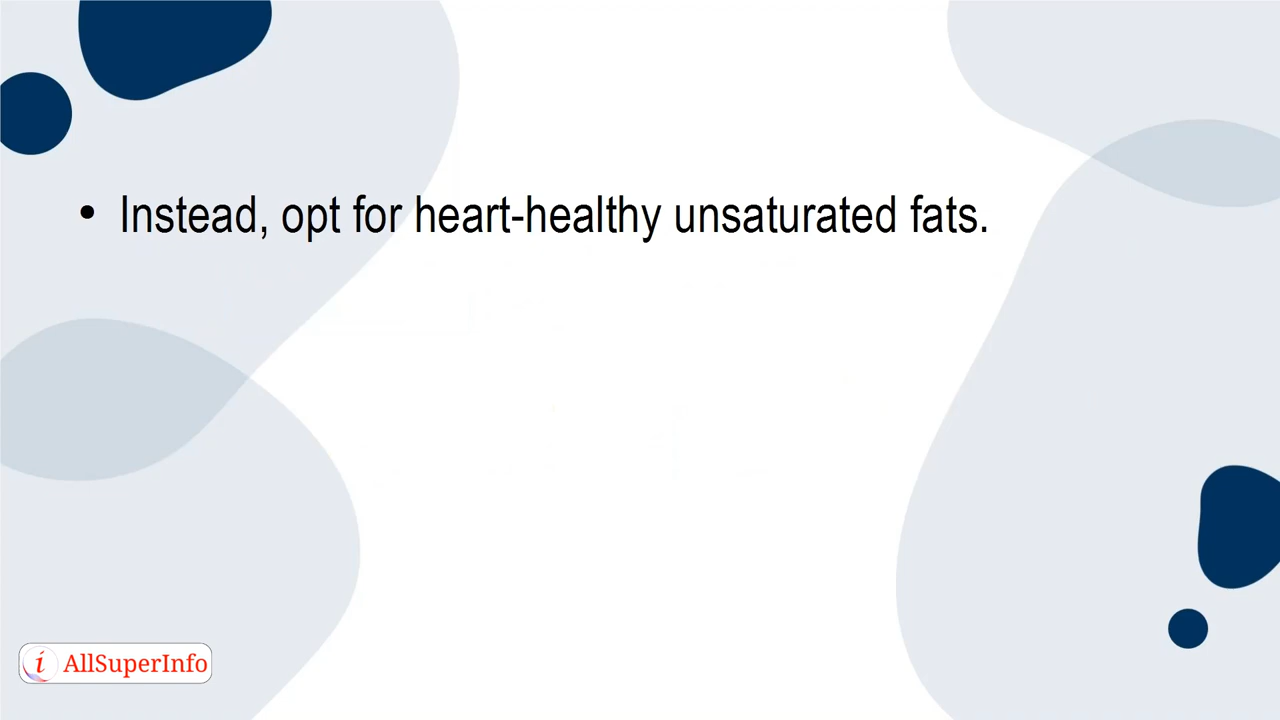 • Instead, opt for heart-healthy unsaturated fats.
i AllSuperInfo